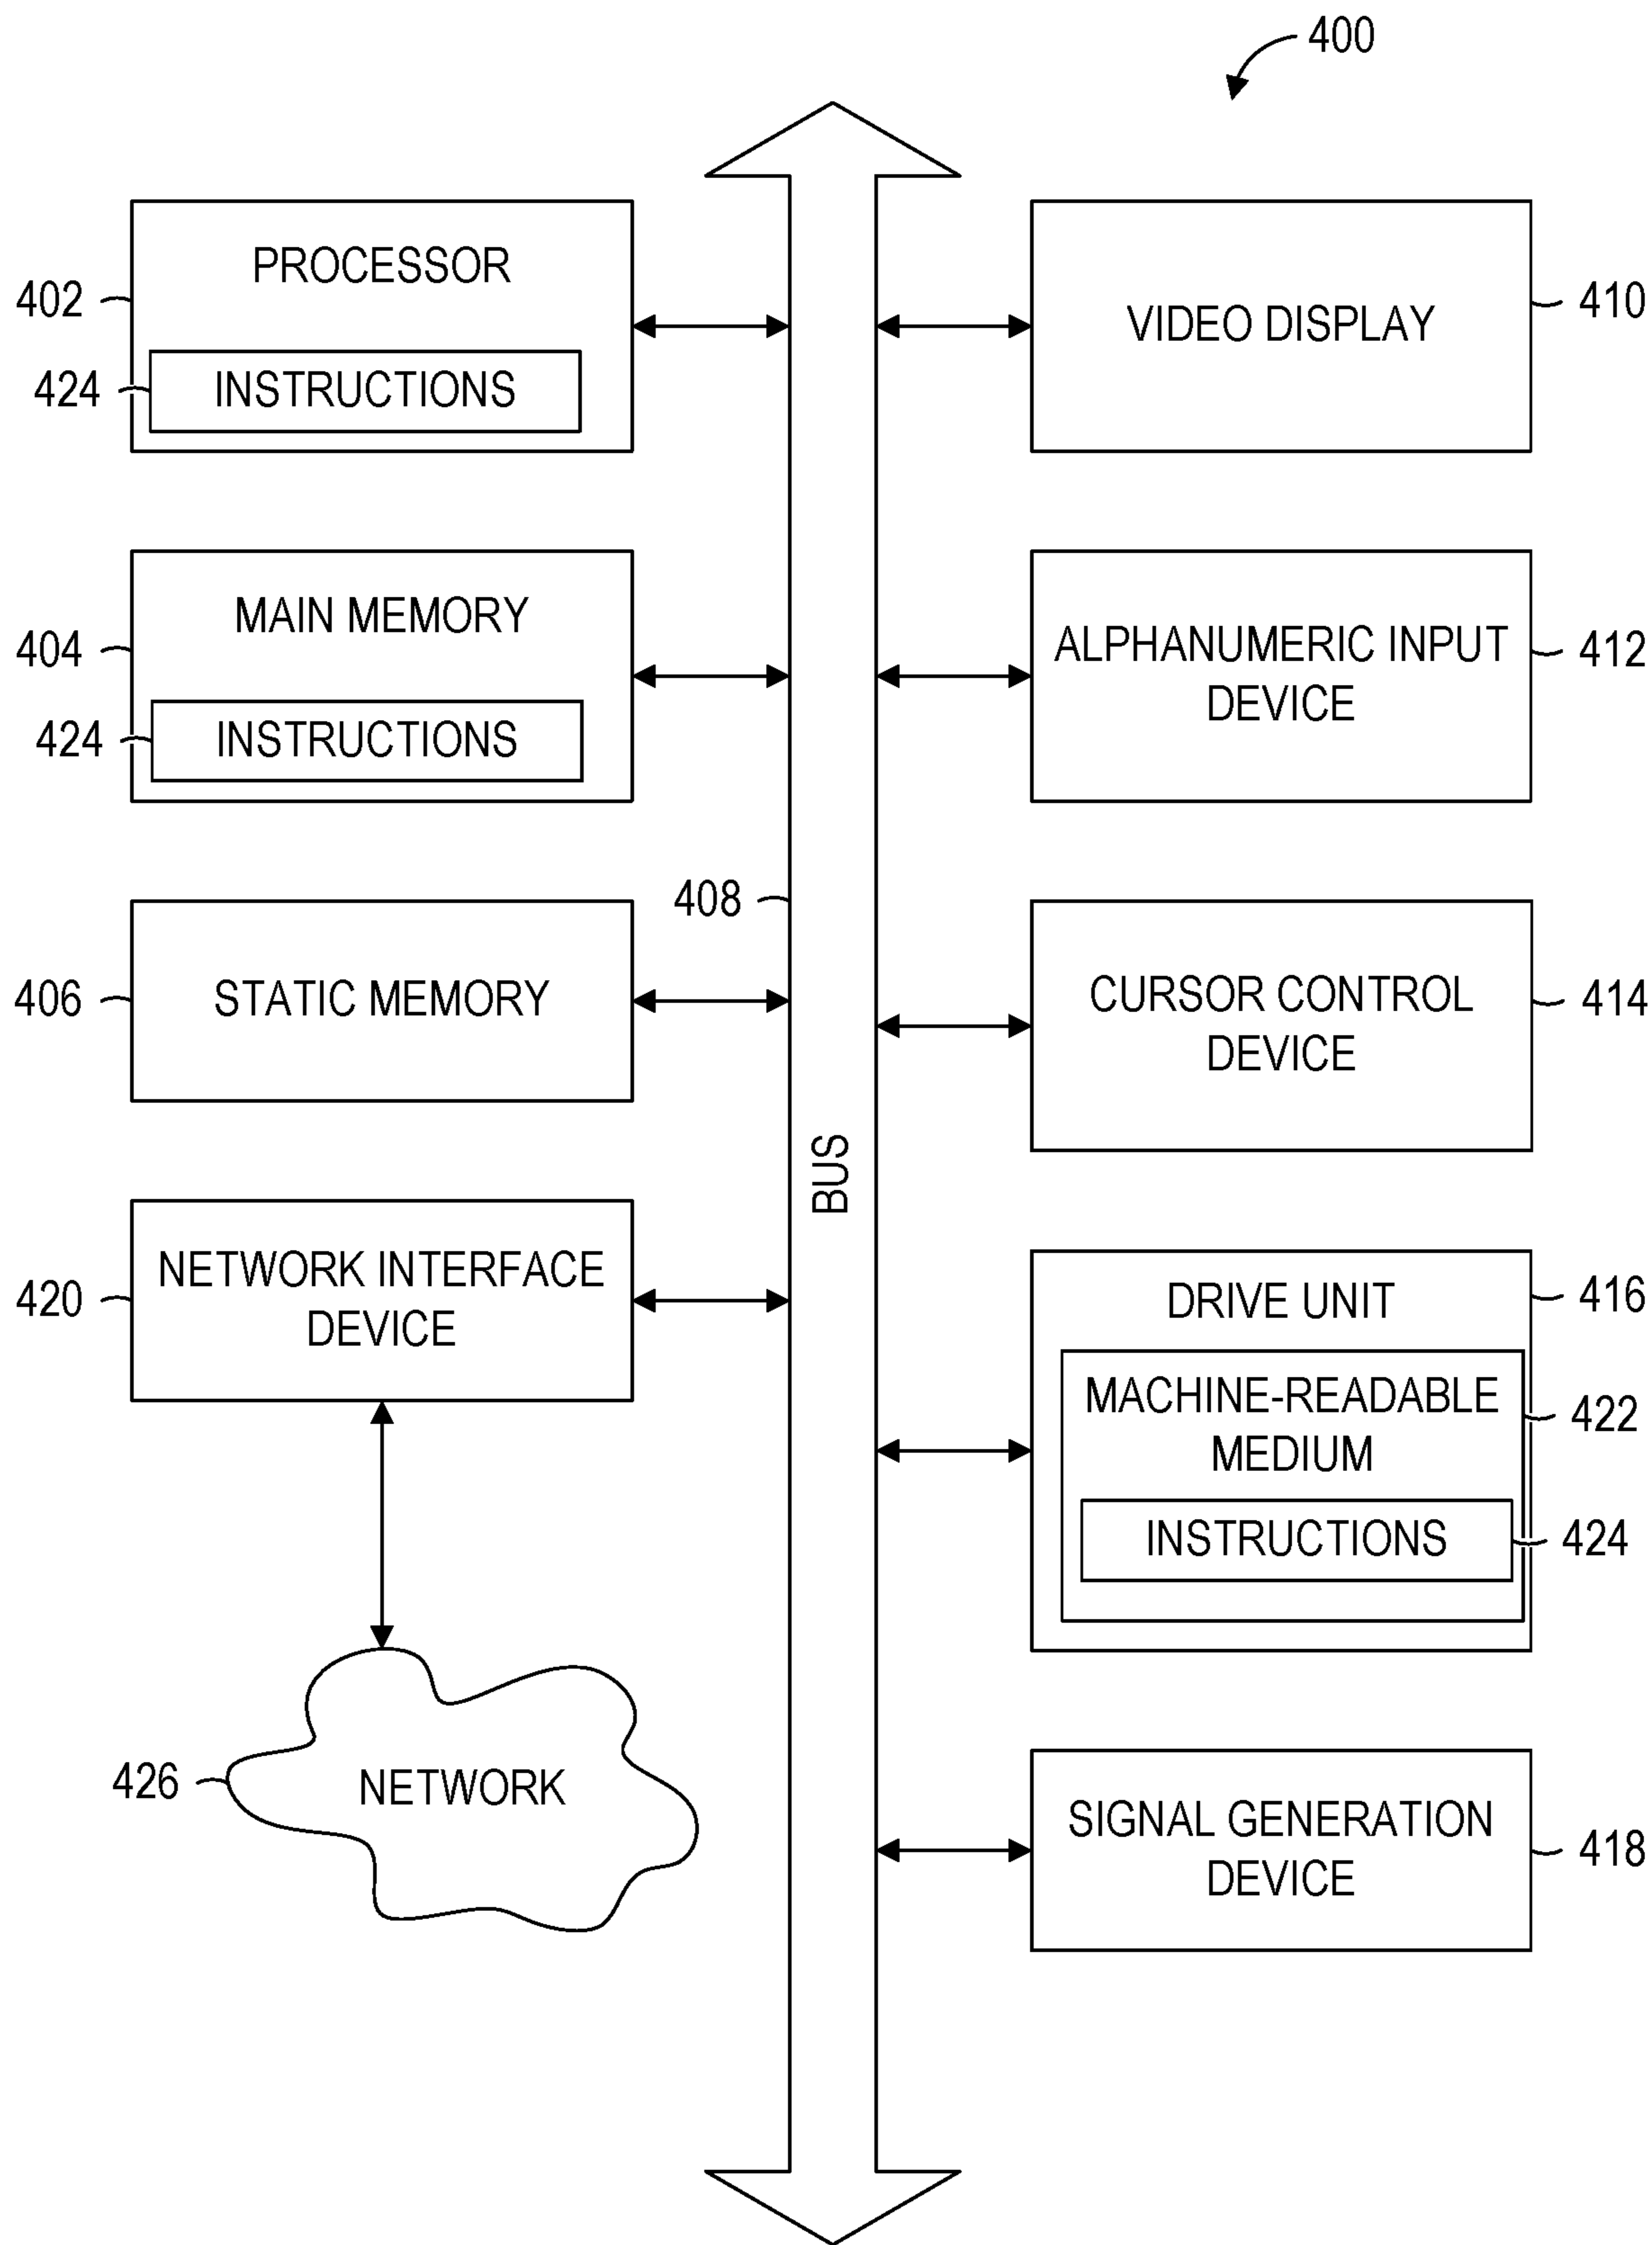 400
PROCESSOR
402
424
INSTRUCTIONS
VIDEO DISPLAY
410
MAIN MEMORY
404
424
INSTRUCTIONS
ALPHANUMERIC INPUT
DEVICE
412
408
STATIC MEMORY
406
CURSOR CONTROL
DEVICE
414
BUS
NETWORK INTERFACE
DEVICE
420
DRIVE UNIT
416
MACHINE-READABLE
MEDIUM
422
INSTRUCTIONS
424
NETWORK
426
SIGNAL GENERATION
DEVICE
418